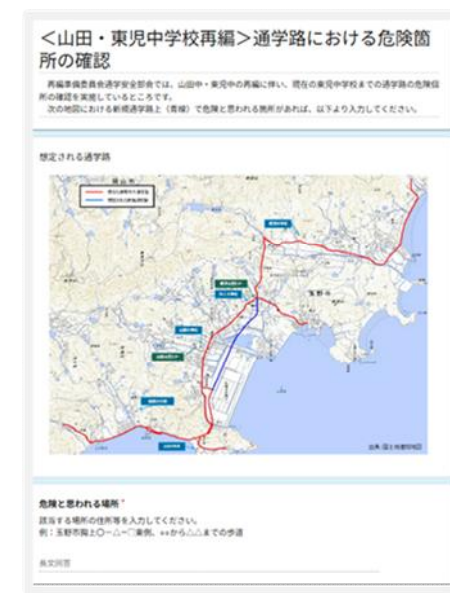 ＜山田・東児中学校再編＞通学路における危険箇
所の確認
再編準備委員会通学安全部会では、山田中・東児中の再編に伴い、現在の東児中学校までの通学路の危険個
所の確認を実施しているところです。
次の地図における新規通学路上（青線）で危険と思われる箇所があれば、以下より入力してください。
想定される通学路
玉野市
出典:国土地理院地図
危険と思われる場所 *
該当する場所の住所等を入力してください。
例：玉野市胸上〇－△－□東側、**から△△までの歩道
長文回答